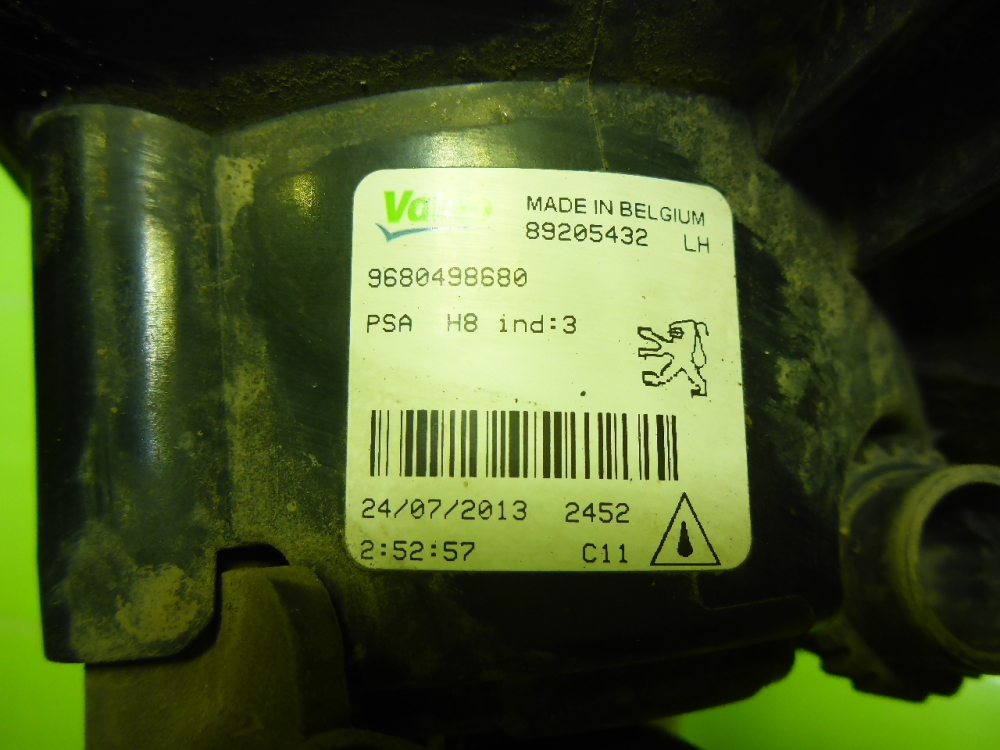 Valeo
MADE IN BELGIUM
89205432 LH
9680498680
PSA H8 ind:3
24/07/2013 2452
2:52:57 C11